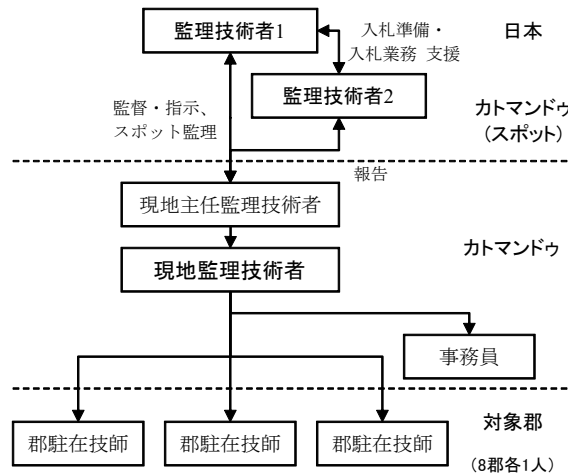 監理技術者1
入札準備・
入札業務 支援
日本
監理技術者2
監督・指示、
スポット監理
カトマンドゥ
(スポット)
報告
現地主任監理技術者
カトマンドゥ
現地監理技術者
事務員
対象郡
郡駐在技師
郡駐在技師
郡駐在技師
(8郡各1人)